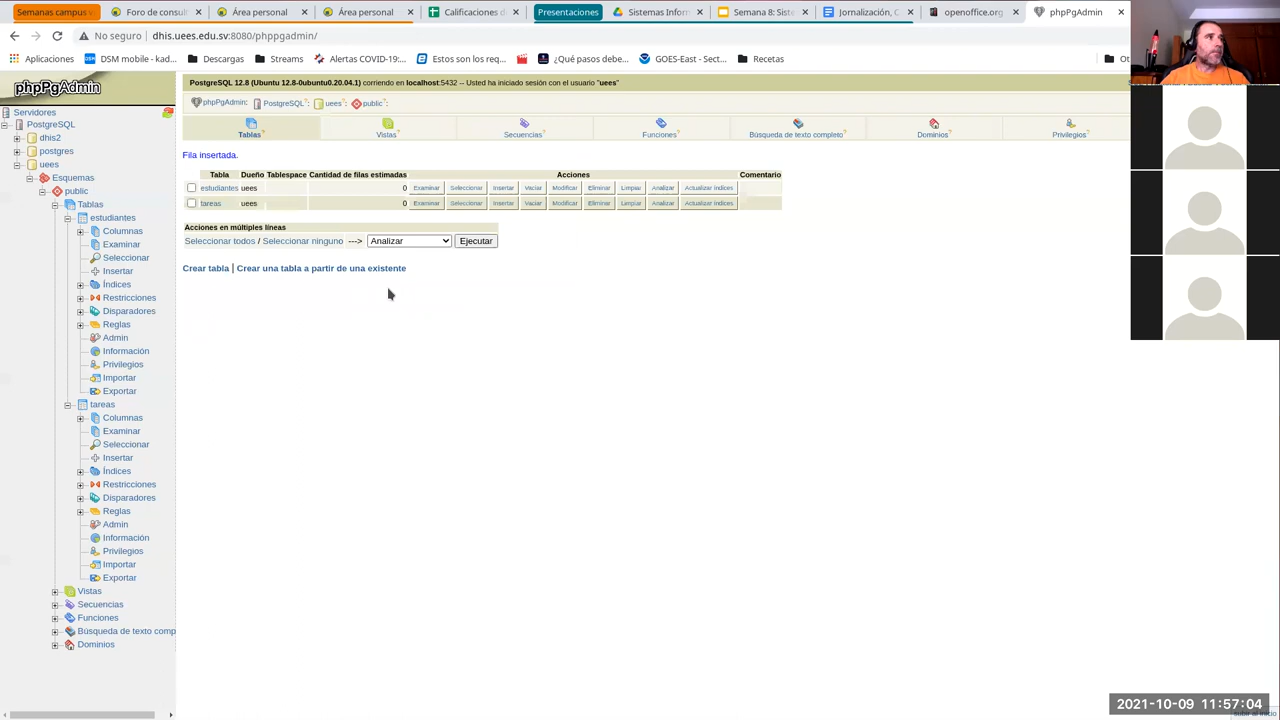 Semanas campus v
Foro de consul
Área personal
Área personal
Calificaciones d
Presentaciones
Sistemas Inform
Semana 8: Siste
Jornalización, C
openoffice.org
phpPgAdmin
No seguro | dhis.uees.edu.sv:8080/phppgadmin/
Aplicaciones
DSM mobile - kad...
Descargas
Streams
Alertas COVID-19:...
Estos son los req...
¿Qué pasos debe...
GOES-East - Sect...
Recetas
Ot
phpPgAdmin
Servidores
PostgreSQL
dhis2
postgres
uees
Esquemas
public
Tablas
estudiantes
Columns
Examinar
Seleccionar
Insertar
Índices
Restricciones
Disparadores
Reglas
Admin
Información
Privilegios
Importar
Exportar
tareas
Columns
Examinar
Seleccionar
Insertar
Índices
Restricciones
Disparadores
Reglas
Admin
Información
Privilegios
Importar
Exportar
Vistas
Secuencias
Funciones
Búsqueda de texto comp
Dominios
PostgreSQL 12.8 (Ubuntu 12.8-0ubuntu0.20.04.1) corriendo en localhost:5432 -- Usted ha iniciado sesión con el usuario "uees"
phpPgAdmin: PostgreSQL?: uees?: public?:
Tablas? Vistas? Secuencias? Funciones? Búsqueda de texto completo? Dominios? Privilegios?
Fila insertada.
Tabla Dueño Tablespace Cantidad de filas estimadas Acciones Comentario
estudiantes uees 0 Examinar Seleccionar Insertar Vaciar Modificar Eliminar Limpiar Analizar Actualizar índices
tareas uees 0 Examinar Seleccionar Insertar Vaciar Modificar Eliminar Limpiar Analizar Actualizar índices
Acciones en múltiples líneas
Seleccionar todos / Seleccionar ninguno ---> Analizar Ejecutar
Crear tabla | Crear una tabla a partir de una existente
2021-10-09 11:57:04
subir al inicio